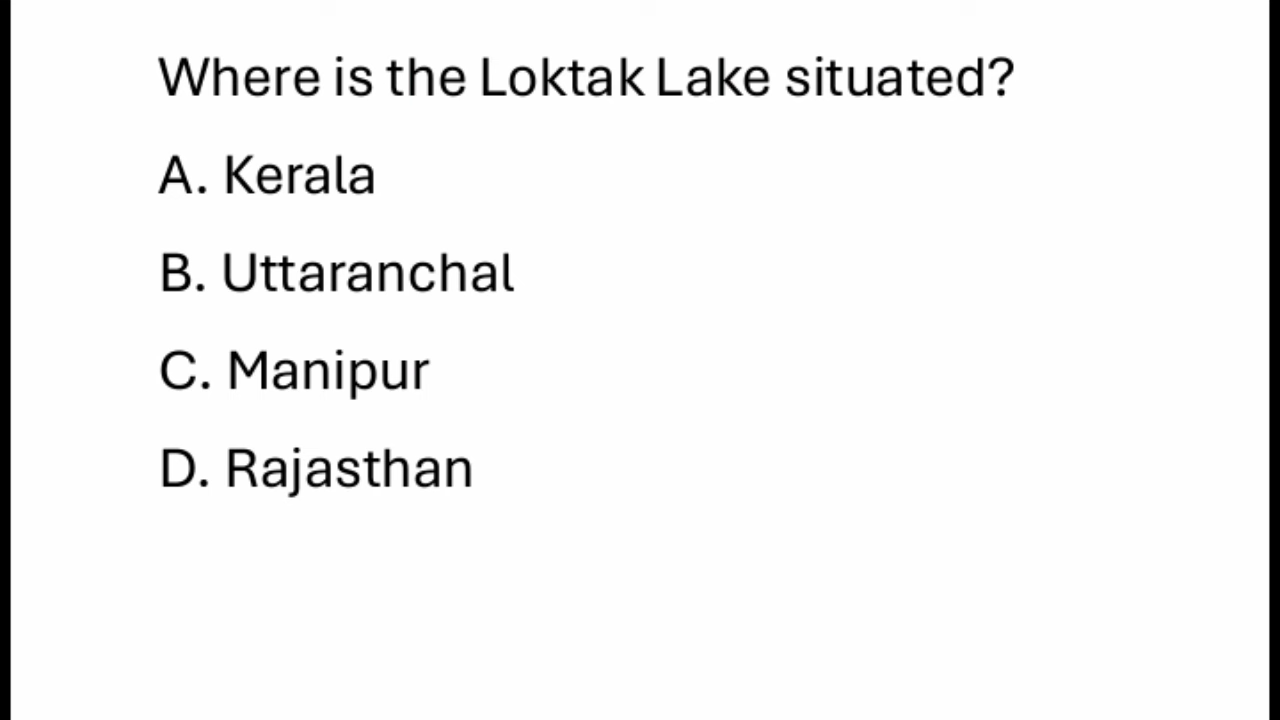 Where is the Loktak Lake situated?
A. Kerala
B. Uttaranchal
C. Manipur
D. Rajasthan